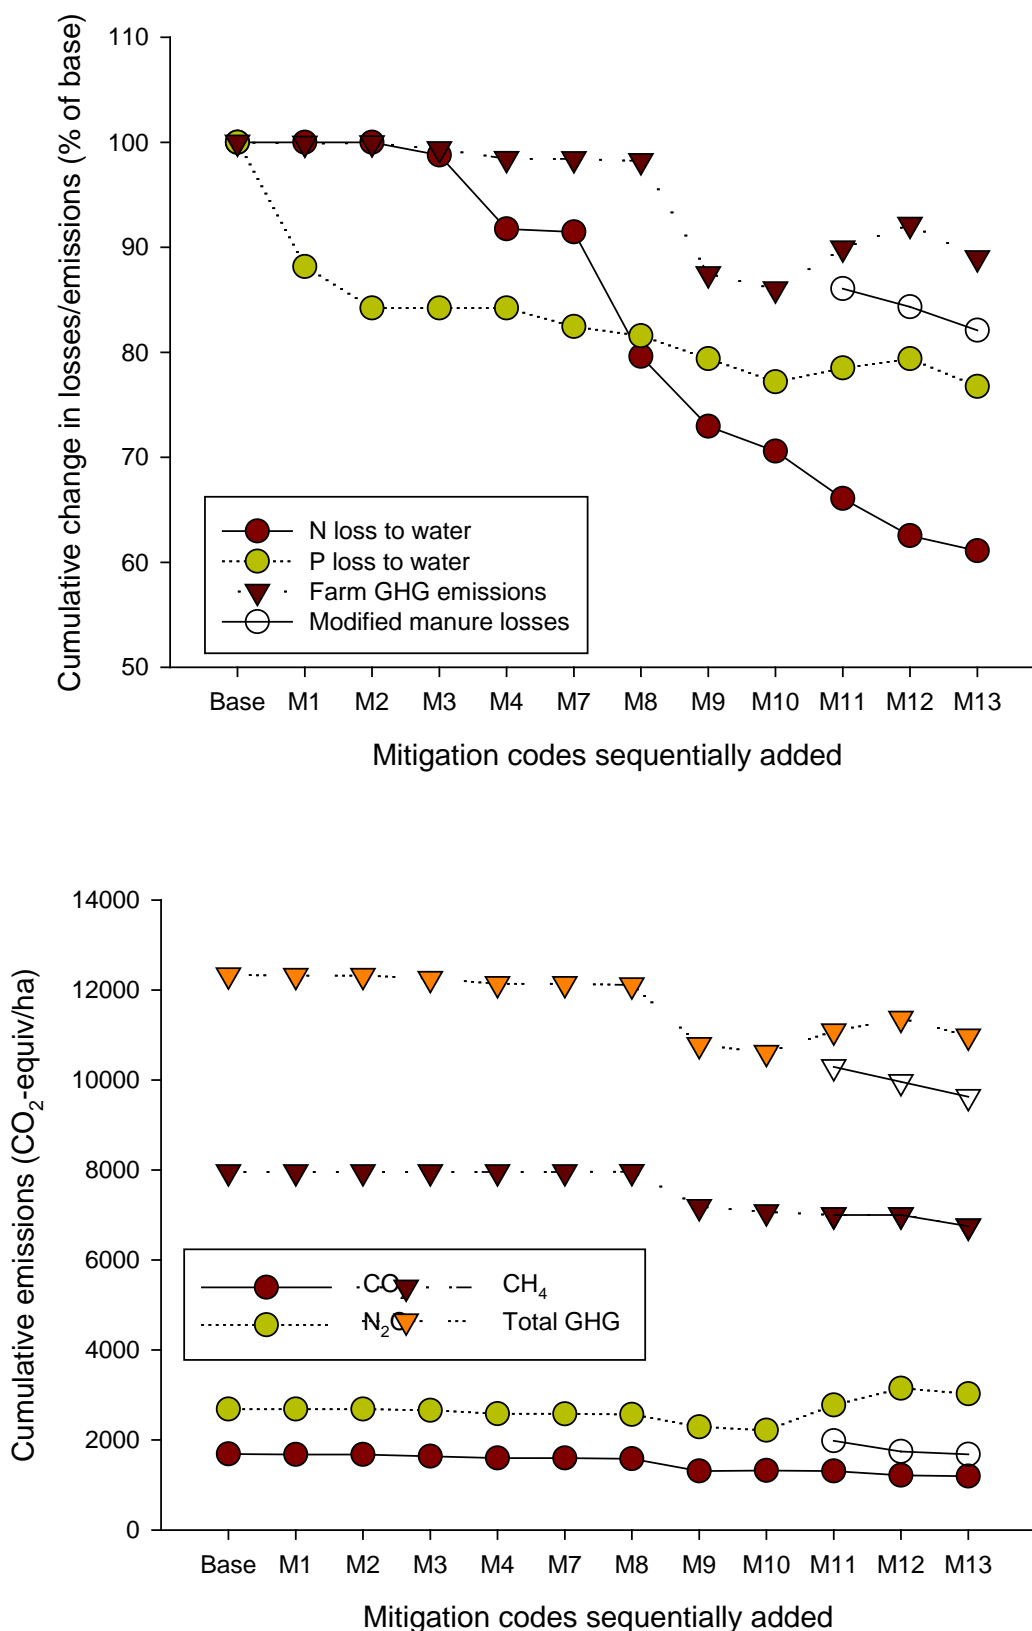 Cumulative change in losses/emissions (% of base)
110
100
90
80
70
60
50
N loss to water
P loss to water
Farm GHG emissions
Modified manure losses
Base M1 M2 M3 M4 M7 M8 M9 M10 M11 M12 M13
Mitigation codes sequentially added
Cumulative emissions (CO2-equiv/ha)
14000
12000
10000
8000
6000
4000
2000
0
CO2 CH4
N2O Total GHG
Base M1 M2 M3 M4 M7 M8 M9 M10 M11 M12 M13
Mitigation codes sequentially added